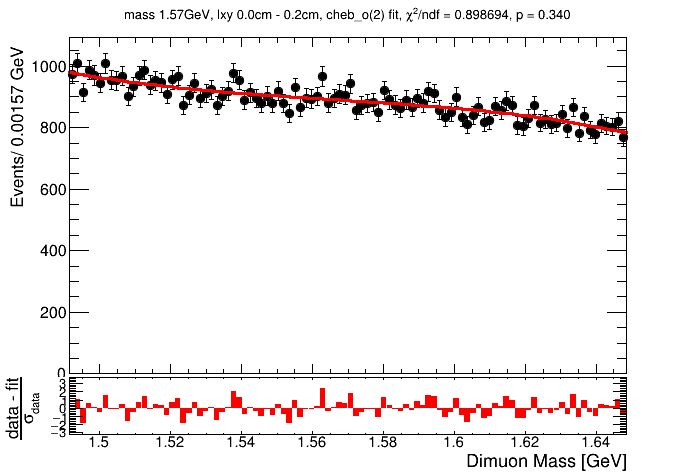 mass 1.57GeV, lxy 0.0cm - 0.2cm, cheb_o(2) fit, χ²/ndf = 0.898694, p = 0.340
Events/ 0.00157 GeV
1000
800
600
400
200
0
data - fit
σdata
3
2
1
0
−1
−2
−3
1.5 1.52 1.54 1.56 1.58 1.6 1.62 1.64
Dimuon Mass [GeV]